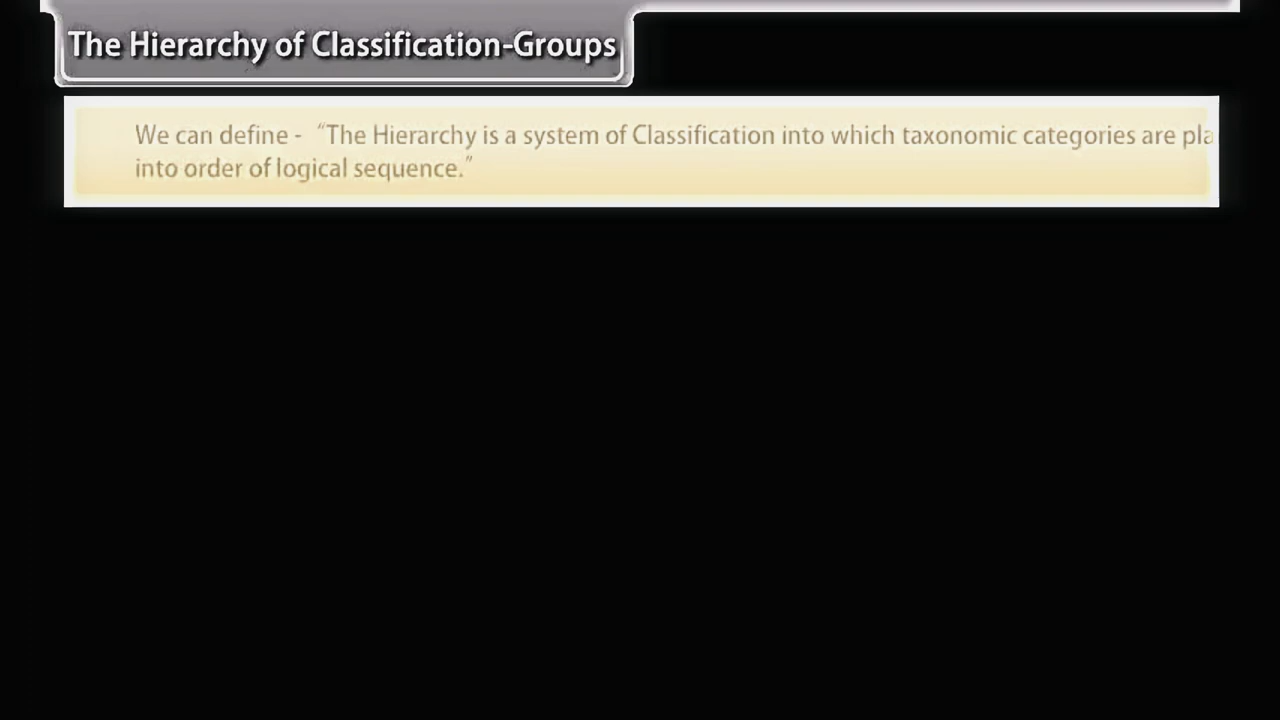 The Hierarchy of Classification-Groups
We can define - “The Hierarchy is a system of Classification into which taxonomic categories are pla
into order of logical sequence.”